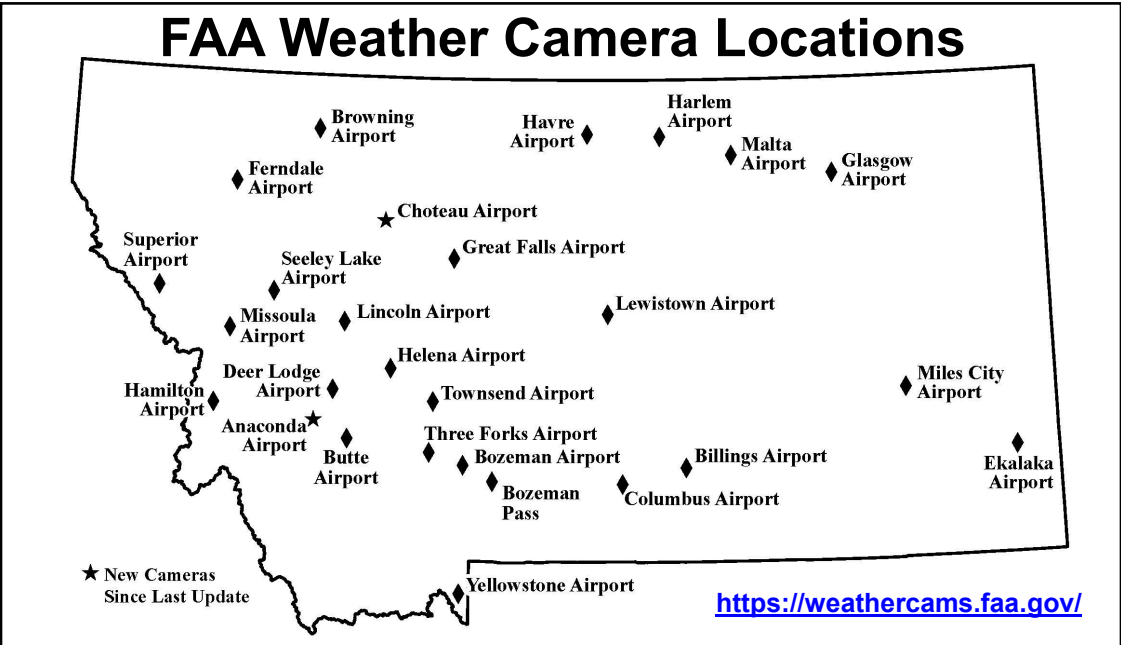 FAA Weather Camera Locations
Browning
Airport
Havre
Airport
Harlem
Airport
Malta
Airport
Glasgow
Airport
Ferndale
Airport
Choteau Airport
Superior
Airport
Great Falls Airport
Seeley Lake
Airport
Lewistown Airport
Missoula
Airport
Lincoln Airport
Helena Airport
Deer Lodge
Airport
Miles City
Airport
Hamilton
Airport
Townsend Airport
Anaconda
Airport
Three Forks Airport
Butte
Airport
Bozeman Airport
Billings Airport
Ekalaka
Airport
Bozeman
Pass
Columbus Airport
New Cameras
Since Last Update
Yellowstone Airport
https://weathercams.faa.gov/